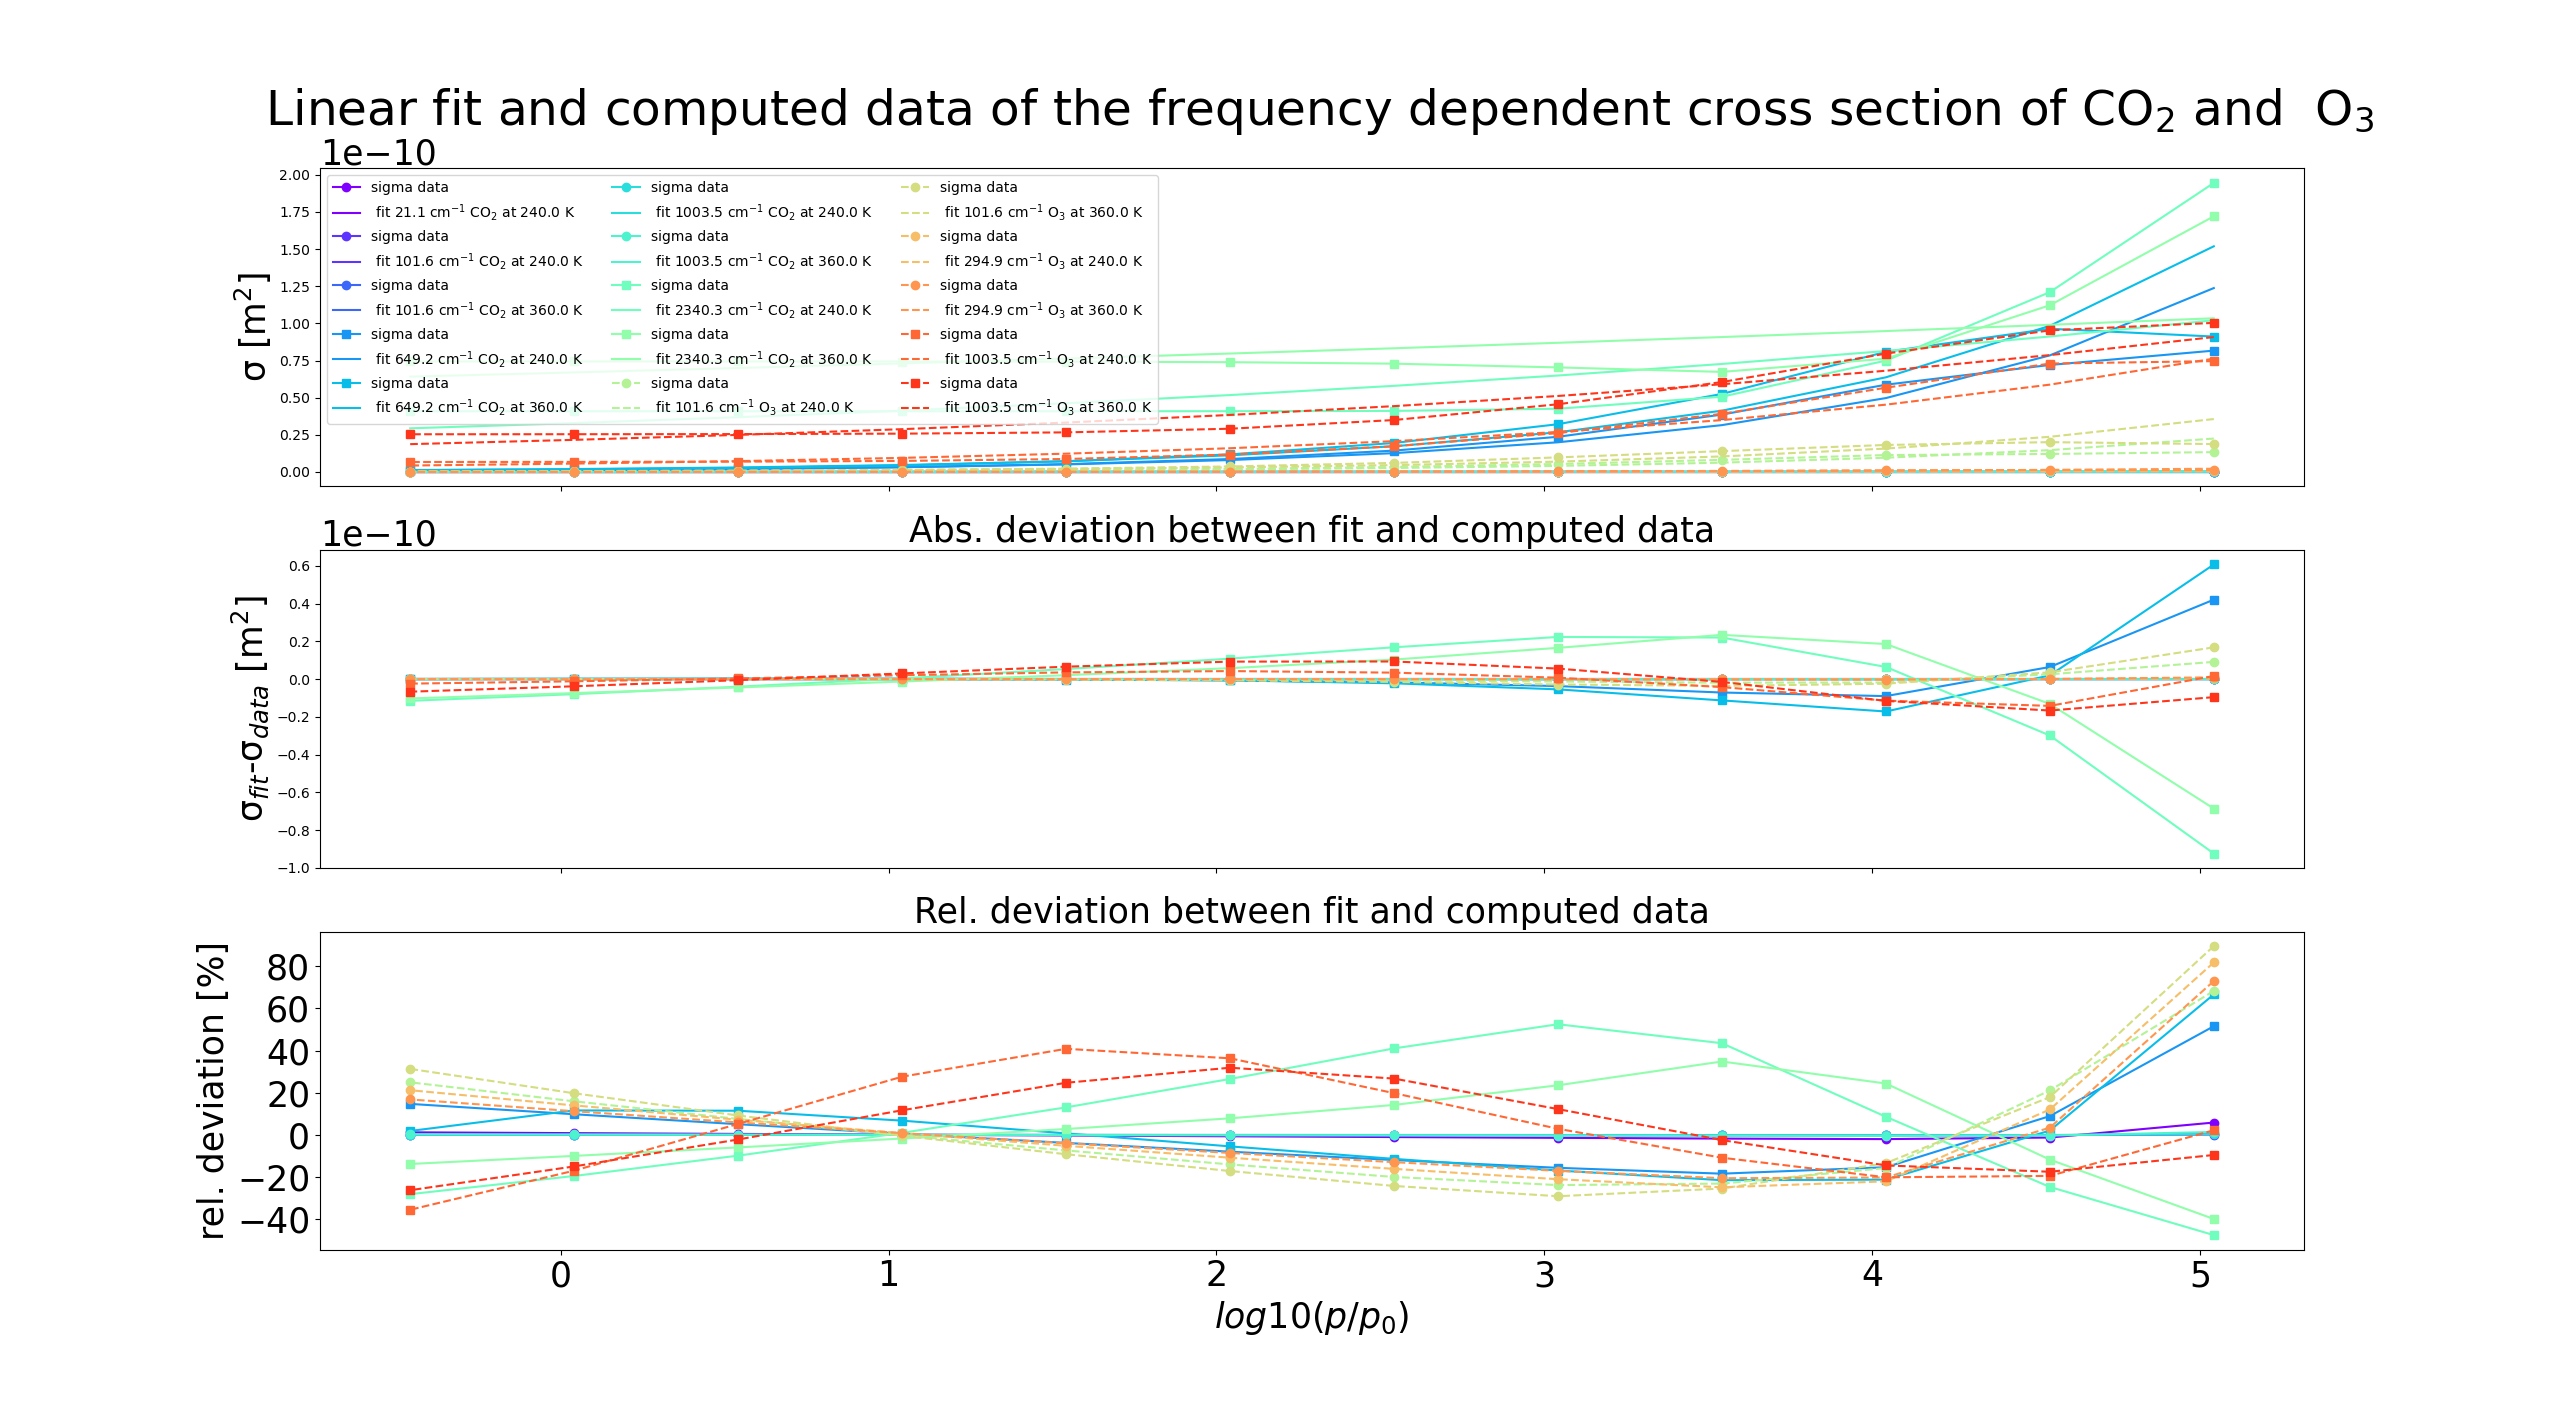 Linear fit and computed data of the frequency dependent cross section of CO₂ and O₃
1e−10
σ [m²]
2.00
1.75
1.50
1.25
1.00
0.75
0.50
0.25
0.00
sigma data
fit 21.1 cm⁻¹ CO₂ at 240.0 K
sigma data
fit 101.6 cm⁻¹ CO₂ at 240.0 K
sigma data
fit 101.6 cm⁻¹ CO₂ at 360.0 K
sigma data
fit 649.2 cm⁻¹ CO₂ at 240.0 K
sigma data
fit 649.2 cm⁻¹ CO₂ at 360.0 K
sigma data
fit 1003.5 cm⁻¹ CO₂ at 240.0 K
sigma data
fit 1003.5 cm⁻¹ CO₂ at 360.0 K
sigma data
fit 2340.3 cm⁻¹ CO₂ at 240.0 K
sigma data
fit 2340.3 cm⁻¹ CO₂ at 360.0 K
sigma data
fit 101.6 cm⁻¹ O₃ at 240.0 K
sigma data
fit 101.6 cm⁻¹ O₃ at 360.0 K
sigma data
fit 294.9 cm⁻¹ O₃ at 240.0 K
sigma data
fit 294.9 cm⁻¹ O₃ at 360.0 K
sigma data
fit 1003.5 cm⁻¹ O₃ at 240.0 K
sigma data
fit 1003.5 cm⁻¹ O₃ at 360.0 K
Abs. deviation between fit and computed data
1e−10
σ_fit-σ_data [m²]
0.6
0.4
0.2
0.0
−0.2
−0.4
−0.6
−0.8
−1.0
Rel. deviation between fit and computed data
rel. deviation [%]
80
60
40
20
0
−20
−40
0 1 2 3 4 5
log10(p/p₀)